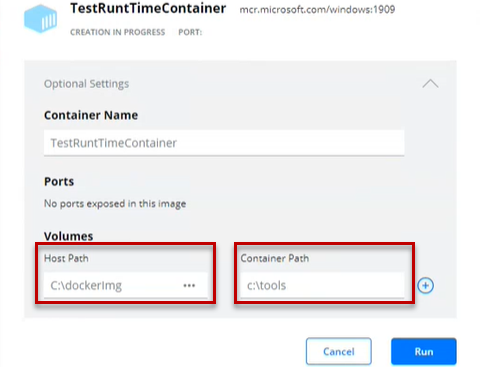 TestRuntTimeContainer mcr.microsoft.com/windows:1909
CREATION IN PROGRESS PORT:
Optional Settings
Container Name
TestRuntTimeContainer
Ports
No ports exposed in this image
Volumes
Host Path Container Path
C:\dockerImg ••• c:\tools
Cancel Run